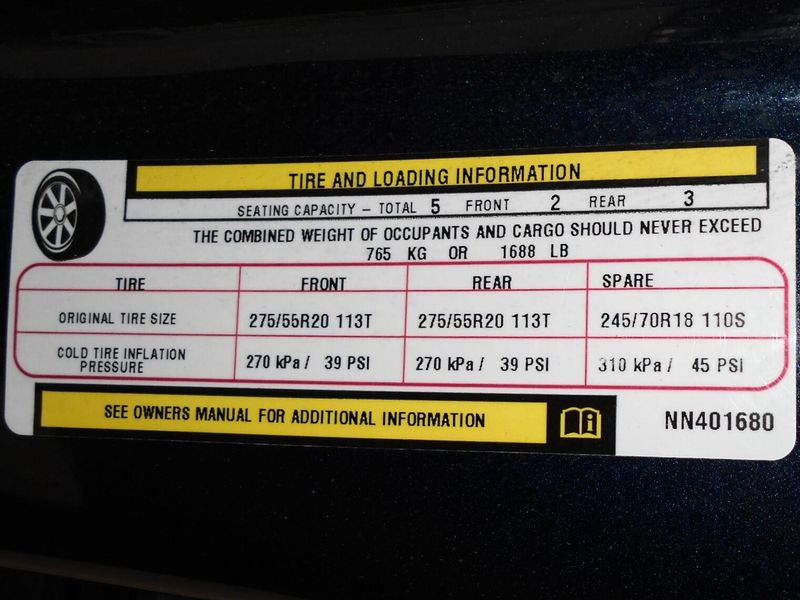 TIRE AND LOADING INFORMATION
SEATING CAPACITY – TOTAL 5 FRONT 2 REAR 3
THE COMBINED WEIGHT OF OCCUPANTS AND CARGO SHOULD NEVER EXCEED
765 KG OR 1688 LB
TIRE FRONT REAR SPARE
ORIGINAL TIRE SIZE 275/55R20 113T 275/55R20 113T 245/70R18 110S
COLD TIRE INFLATION PRESSURE 270 kPa / 39 PSI 270 kPa / 39 PSI 310 kPa / 45 PSI
SEE OWNERS MANUAL FOR ADDITIONAL INFORMATION
NN401680